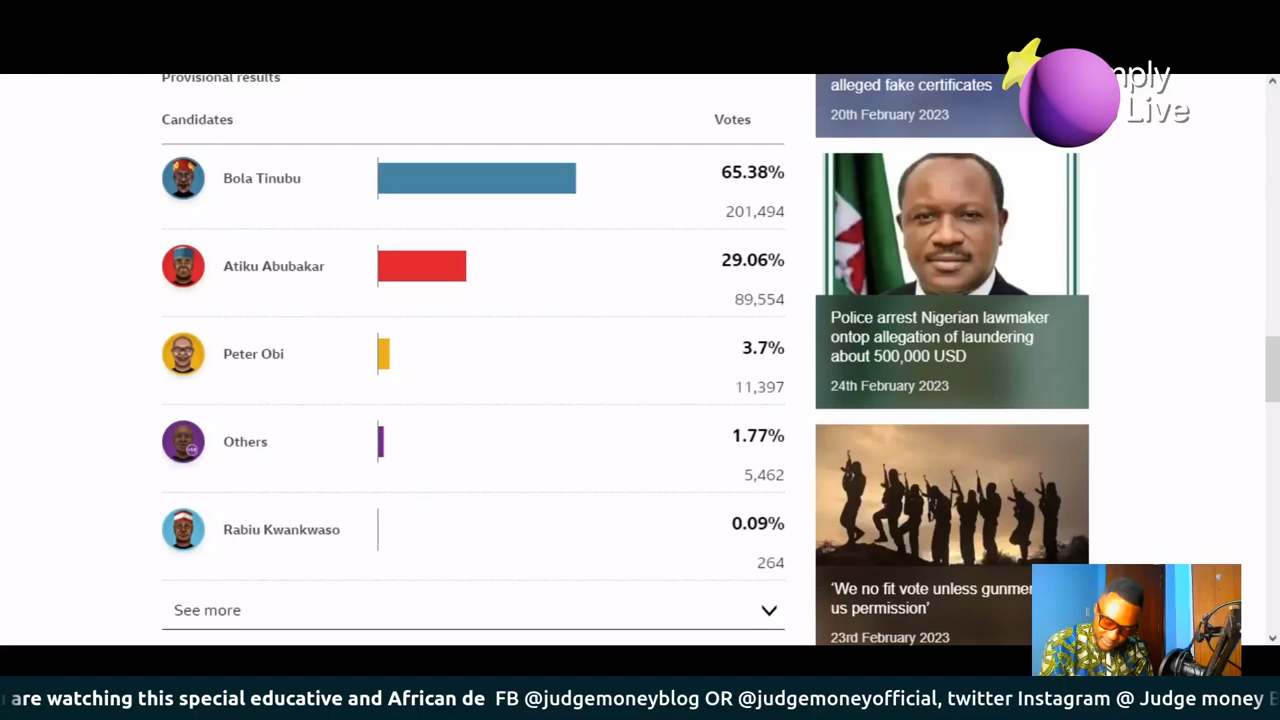 Provisional results
Candidates Votes
Bola Tinubu 65.38%
201,494
Atiku Abubakar 29.06%
89,554
Peter Obi 3.7%
11,397
Others 1.77%
5,462
Rabiu Kwankwaso 0.09%
264
See more
alleged fake certificates
20th February 2023
Police arrest Nigerian lawmaker
ontop allegation of laundering
about 500,000 USD
24th February 2023
‘We no fit vote unless gunmen
us permission’
23rd February 2023
Live
are watching this special educative and African de FB @judgemoneyblog OR @judgemoneyofficial, twitter Instagram @ Judge money